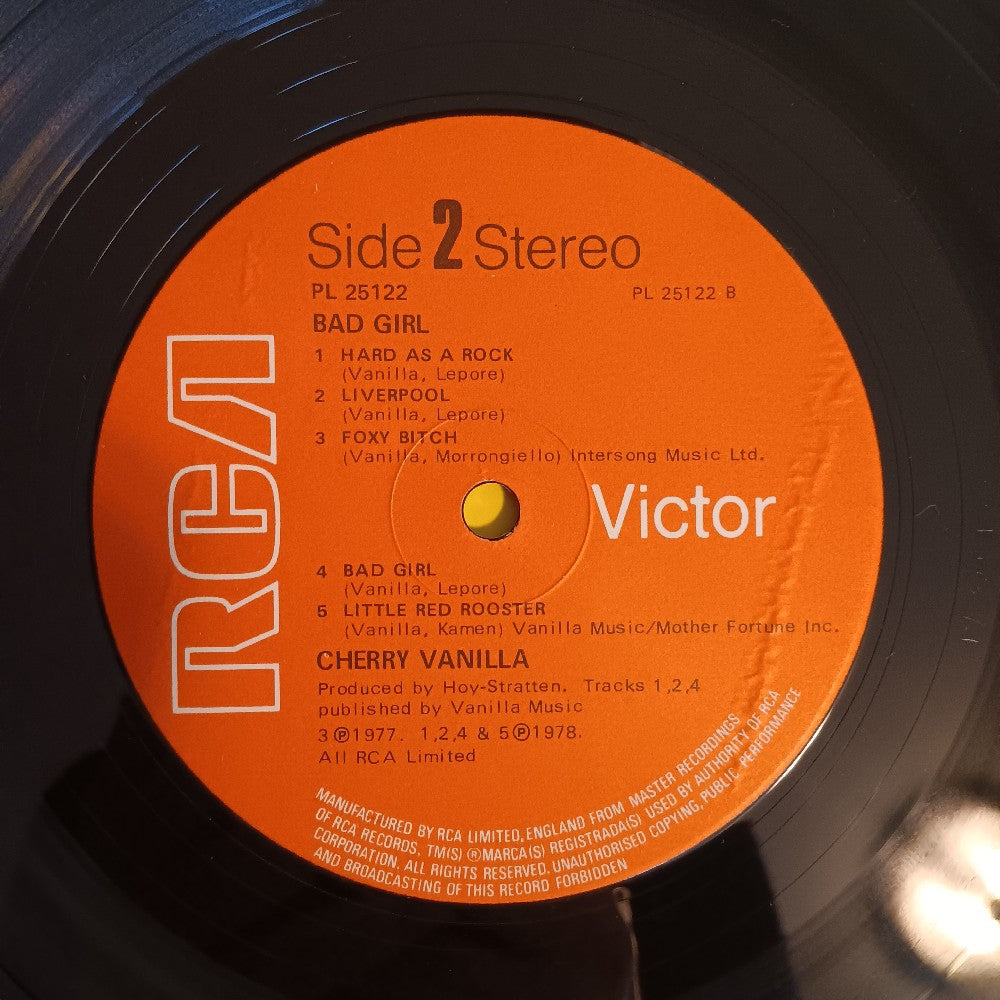 Side 2 Stereo
PL 25122 PL 25122 B
BAD GIRL
1 HARD AS A ROCK
(Vanilla, Lepore)
2 LIVERPOOL
(Vanilla, Lepore)
3 FOXY BITCH
(Vanilla, Morrongiello) Intersong Music Ltd.
RCA
Victor
4 BAD GIRL
(Vanilla, Lepore)
5 LITTLE RED ROOSTER
(Vanilla, Kamen) Vanilla Music/Mother Fortune Inc.
CHERRY VANILLA
Produced by Hoy-Stratten. Tracks 1,2,4
published by Vanilla Music
3 ℗1977. 1,2,4 & 5 ℗1978.
All RCA Limited
MANUFACTURED BY RCA LIMITED, ENGLAND FROM MASTER RECORDINGS
OF RCA RECORDS. TM(S) ® MARCA(S) REGISTRADA(S) USED BY AUTHORITY OF RCA
CORPORATION. ALL RIGHTS RESERVED. UNAUTHORISED COPYING, PUBLIC PERFORMANCE
AND BROADCASTING OF THIS RECORD FORBIDDEN